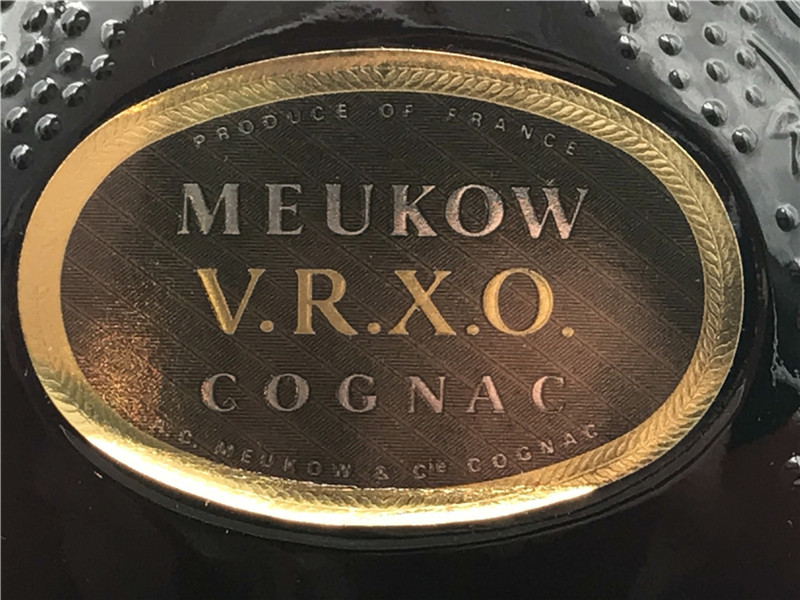 PRODUCE OF FRANCE
MEUKOW
V.R.X.O.
COGNAC
C. MEUKOW & Cie COGNAC